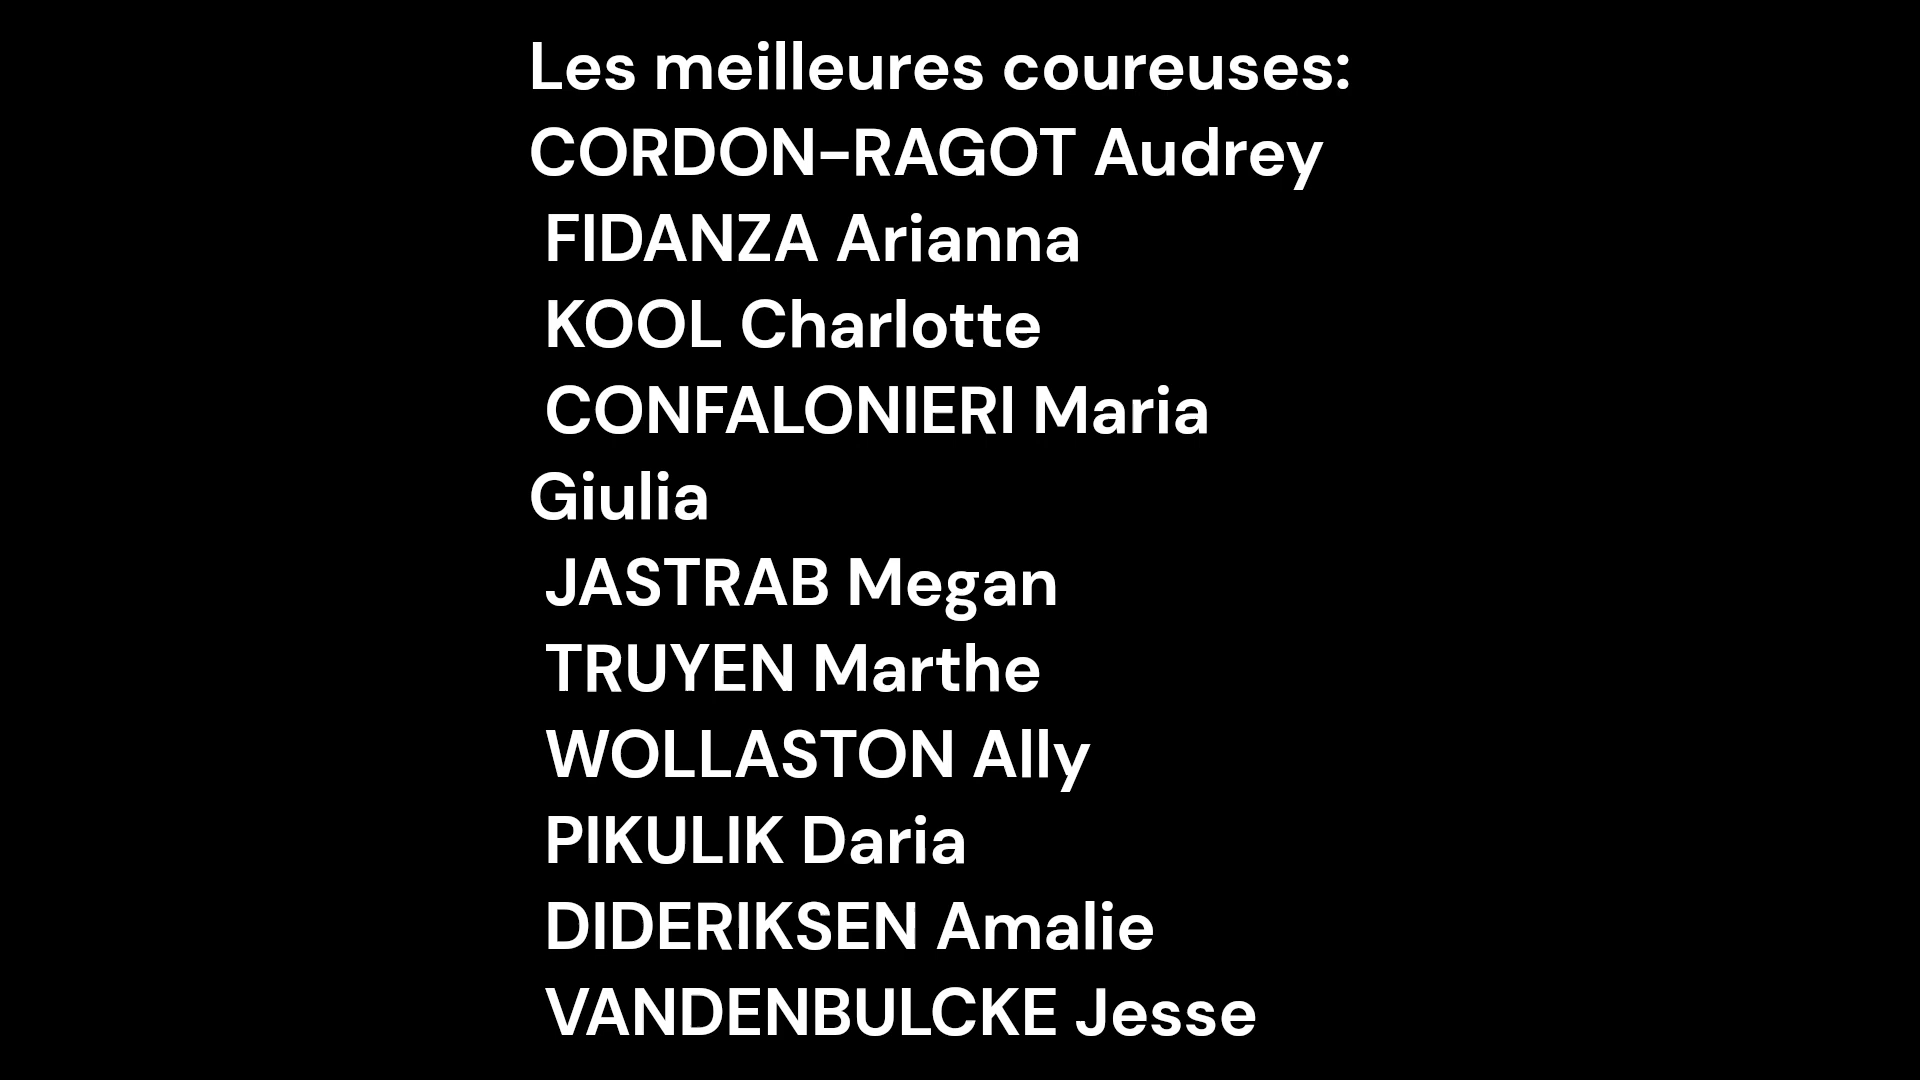 Les meilleures coureuses:
CORDON-RAGOT Audrey
FIDANZA Arianna
KOOL Charlotte
CONFALONIERI Maria
Giulia
JASTRAB Megan
TRUYEN Marthe
WOLLASTON Ally
PIKULIK Daria
DIDERIKSEN Amalie
VANDENBULCKE Jesse